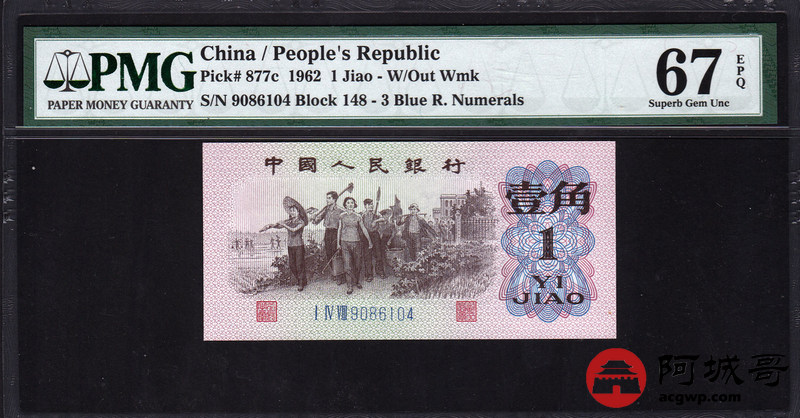 PMG
PAPER MONEY GUARANTY
China / People's Republic
Pick# 877c 1962 1 Jiao - W/Out Wmk
S/N 9086104 Block 148 - 3 Blue R. Numerals
67 EPQ
Superb Gem Unc
中國人民銀行
壹角
1
YI
JIAO
I IV VIII 9086104
阿城哥
acgwp.com